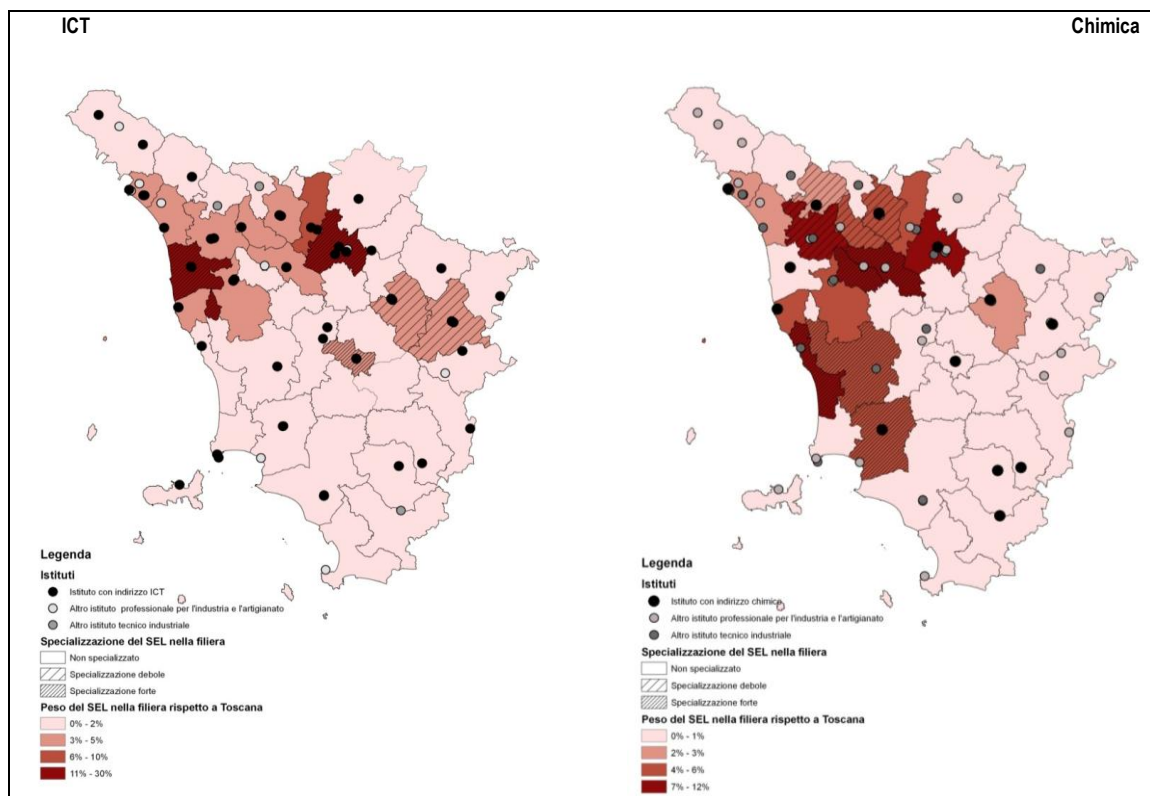 ICT
Chimica
Legenda
Istituti
Istituto con indirizzo ICT
Altro istituto professionale per l'industria e l'artigianato
Altro istituto tecnico industriale
Specializzazione del SEL nella filiera
Non specializzato
Specializzazione debole
Specializzazione forte
Peso del SEL nella filiera rispetto a Toscana
0% - 2%
3% - 5%
6% - 10%
11% - 30%
Legenda
Istituti
Istituto con indirizzo chimico
Altro istituto professionale per l'industria e l'artigianato
Altro istituto tecnico industriale
Specializzazione del SEL nella filiera
Non specializzato
Specializzazione debole
Specializzazione forte
Peso del SEL nella filiera rispetto a Toscana
0% - 1%
2% - 3%
4% - 6%
7% - 12%